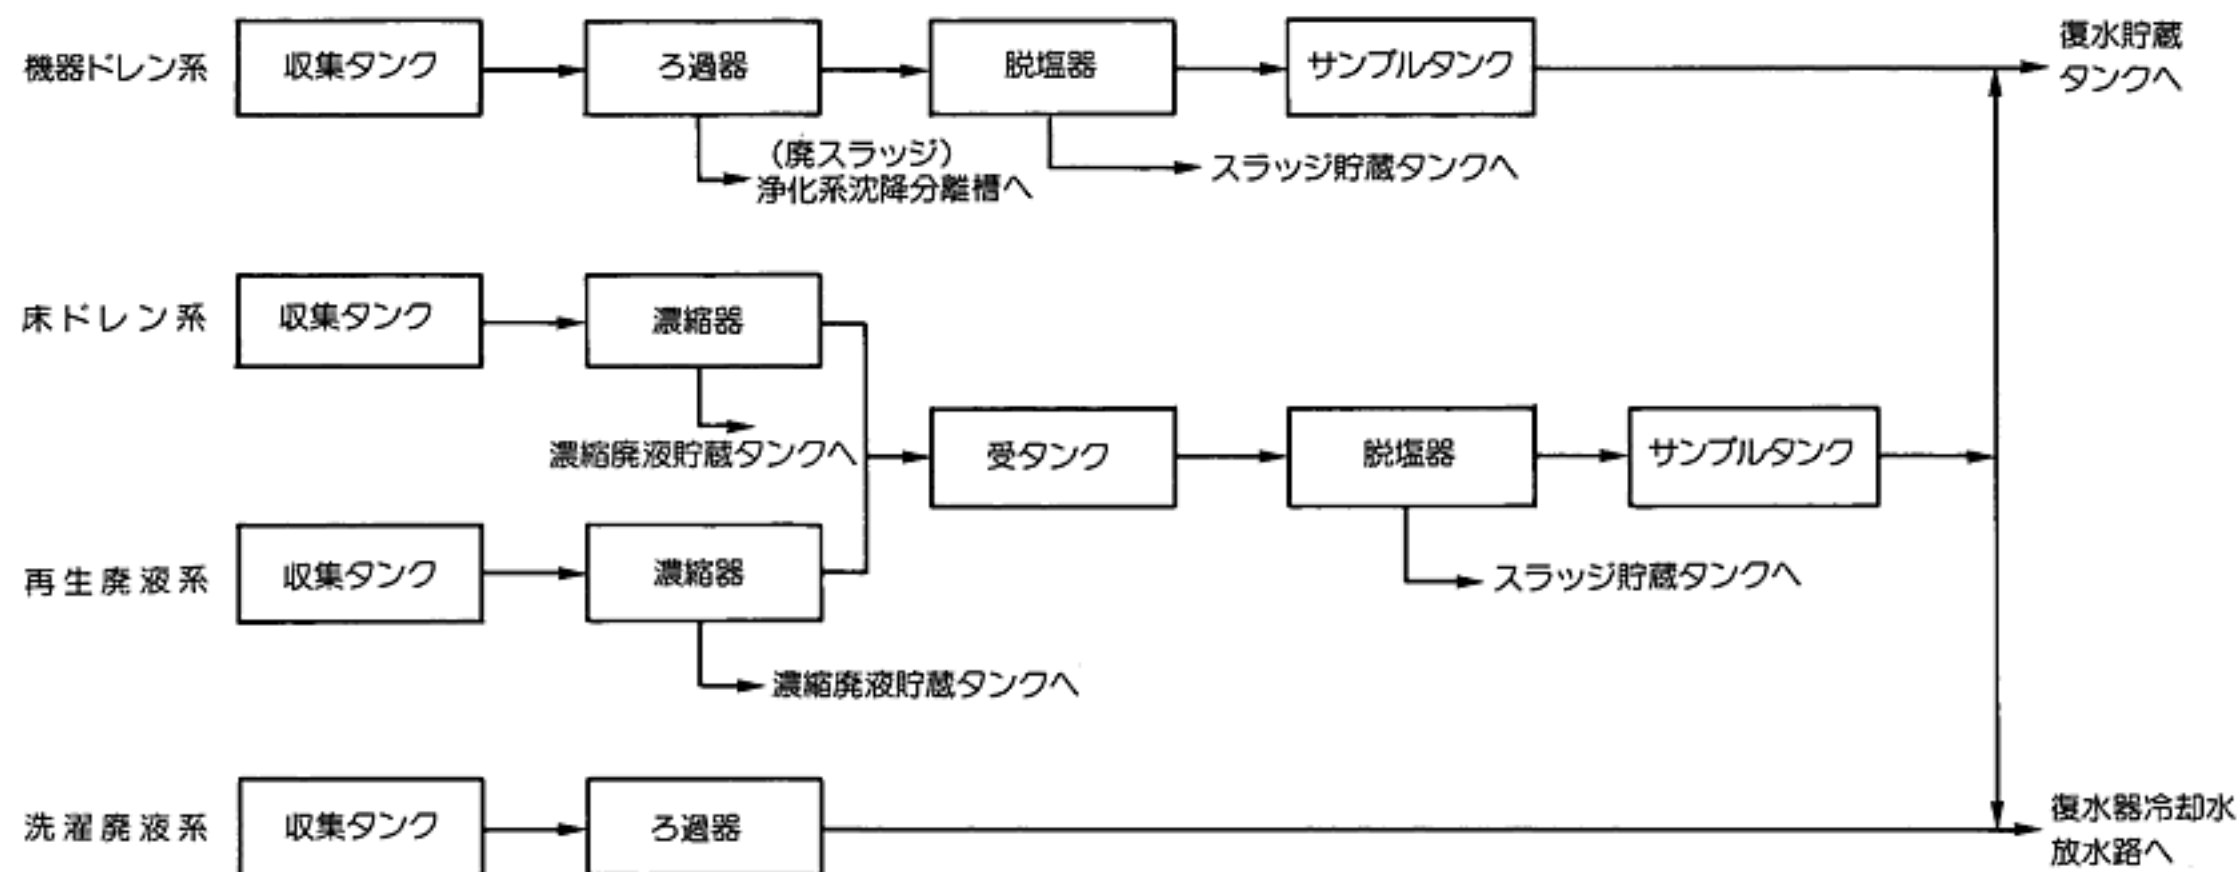 機器ドレン系
収集タンク
ろ過器
脱塩器
サンプルタンク
復水貯蔵
タンクへ
(廃スラッジ)
浄化系沈降分離槽へ
スラッジ貯蔵タンクへ
床ドレン系
収集タンク
濃縮器
濃縮廃液貯蔵タンクへ
受タンク
脱塩器
サンプルタンク
スラッジ貯蔵タンクへ
再生廃液系
収集タンク
濃縮器
濃縮廃液貯蔵タンクへ
洗濯廃液系
収集タンク
ろ過器
復水器冷却水
放水路へ